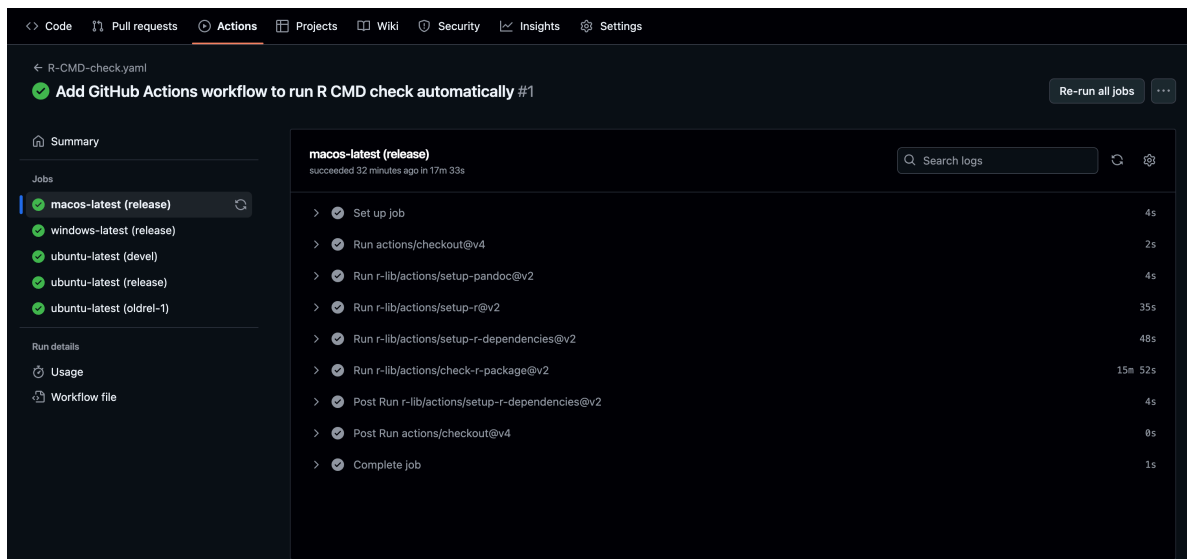 Code Pull requests Actions Projects Wiki Security Insights Settings
← R-CMD-check.yaml
Add GitHub Actions workflow to run R CMD check automatically #1
Re-run all jobs
Summary
Jobs
macos-latest (release)
windows-latest (release)
ubuntu-latest (devel)
ubuntu-latest (release)
ubuntu-latest (oldrel-1)
Run details
Usage
Workflow file
macos-latest (release)
succeeded 32 minutes ago in 17m 33s
Search logs
Set up job 4s
Run actions/checkout@v4 2s
Run r-lib/actions/setup-pandoc@v2 4s
Run r-lib/actions/setup-r@v2 35s
Run r-lib/actions/setup-r-dependencies@v2 48s
Run r-lib/actions/check-r-package@v2 15m 52s
Post Run r-lib/actions/setup-r-dependencies@v2 4s
Post Run actions/checkout@v4 0s
Complete job 1s